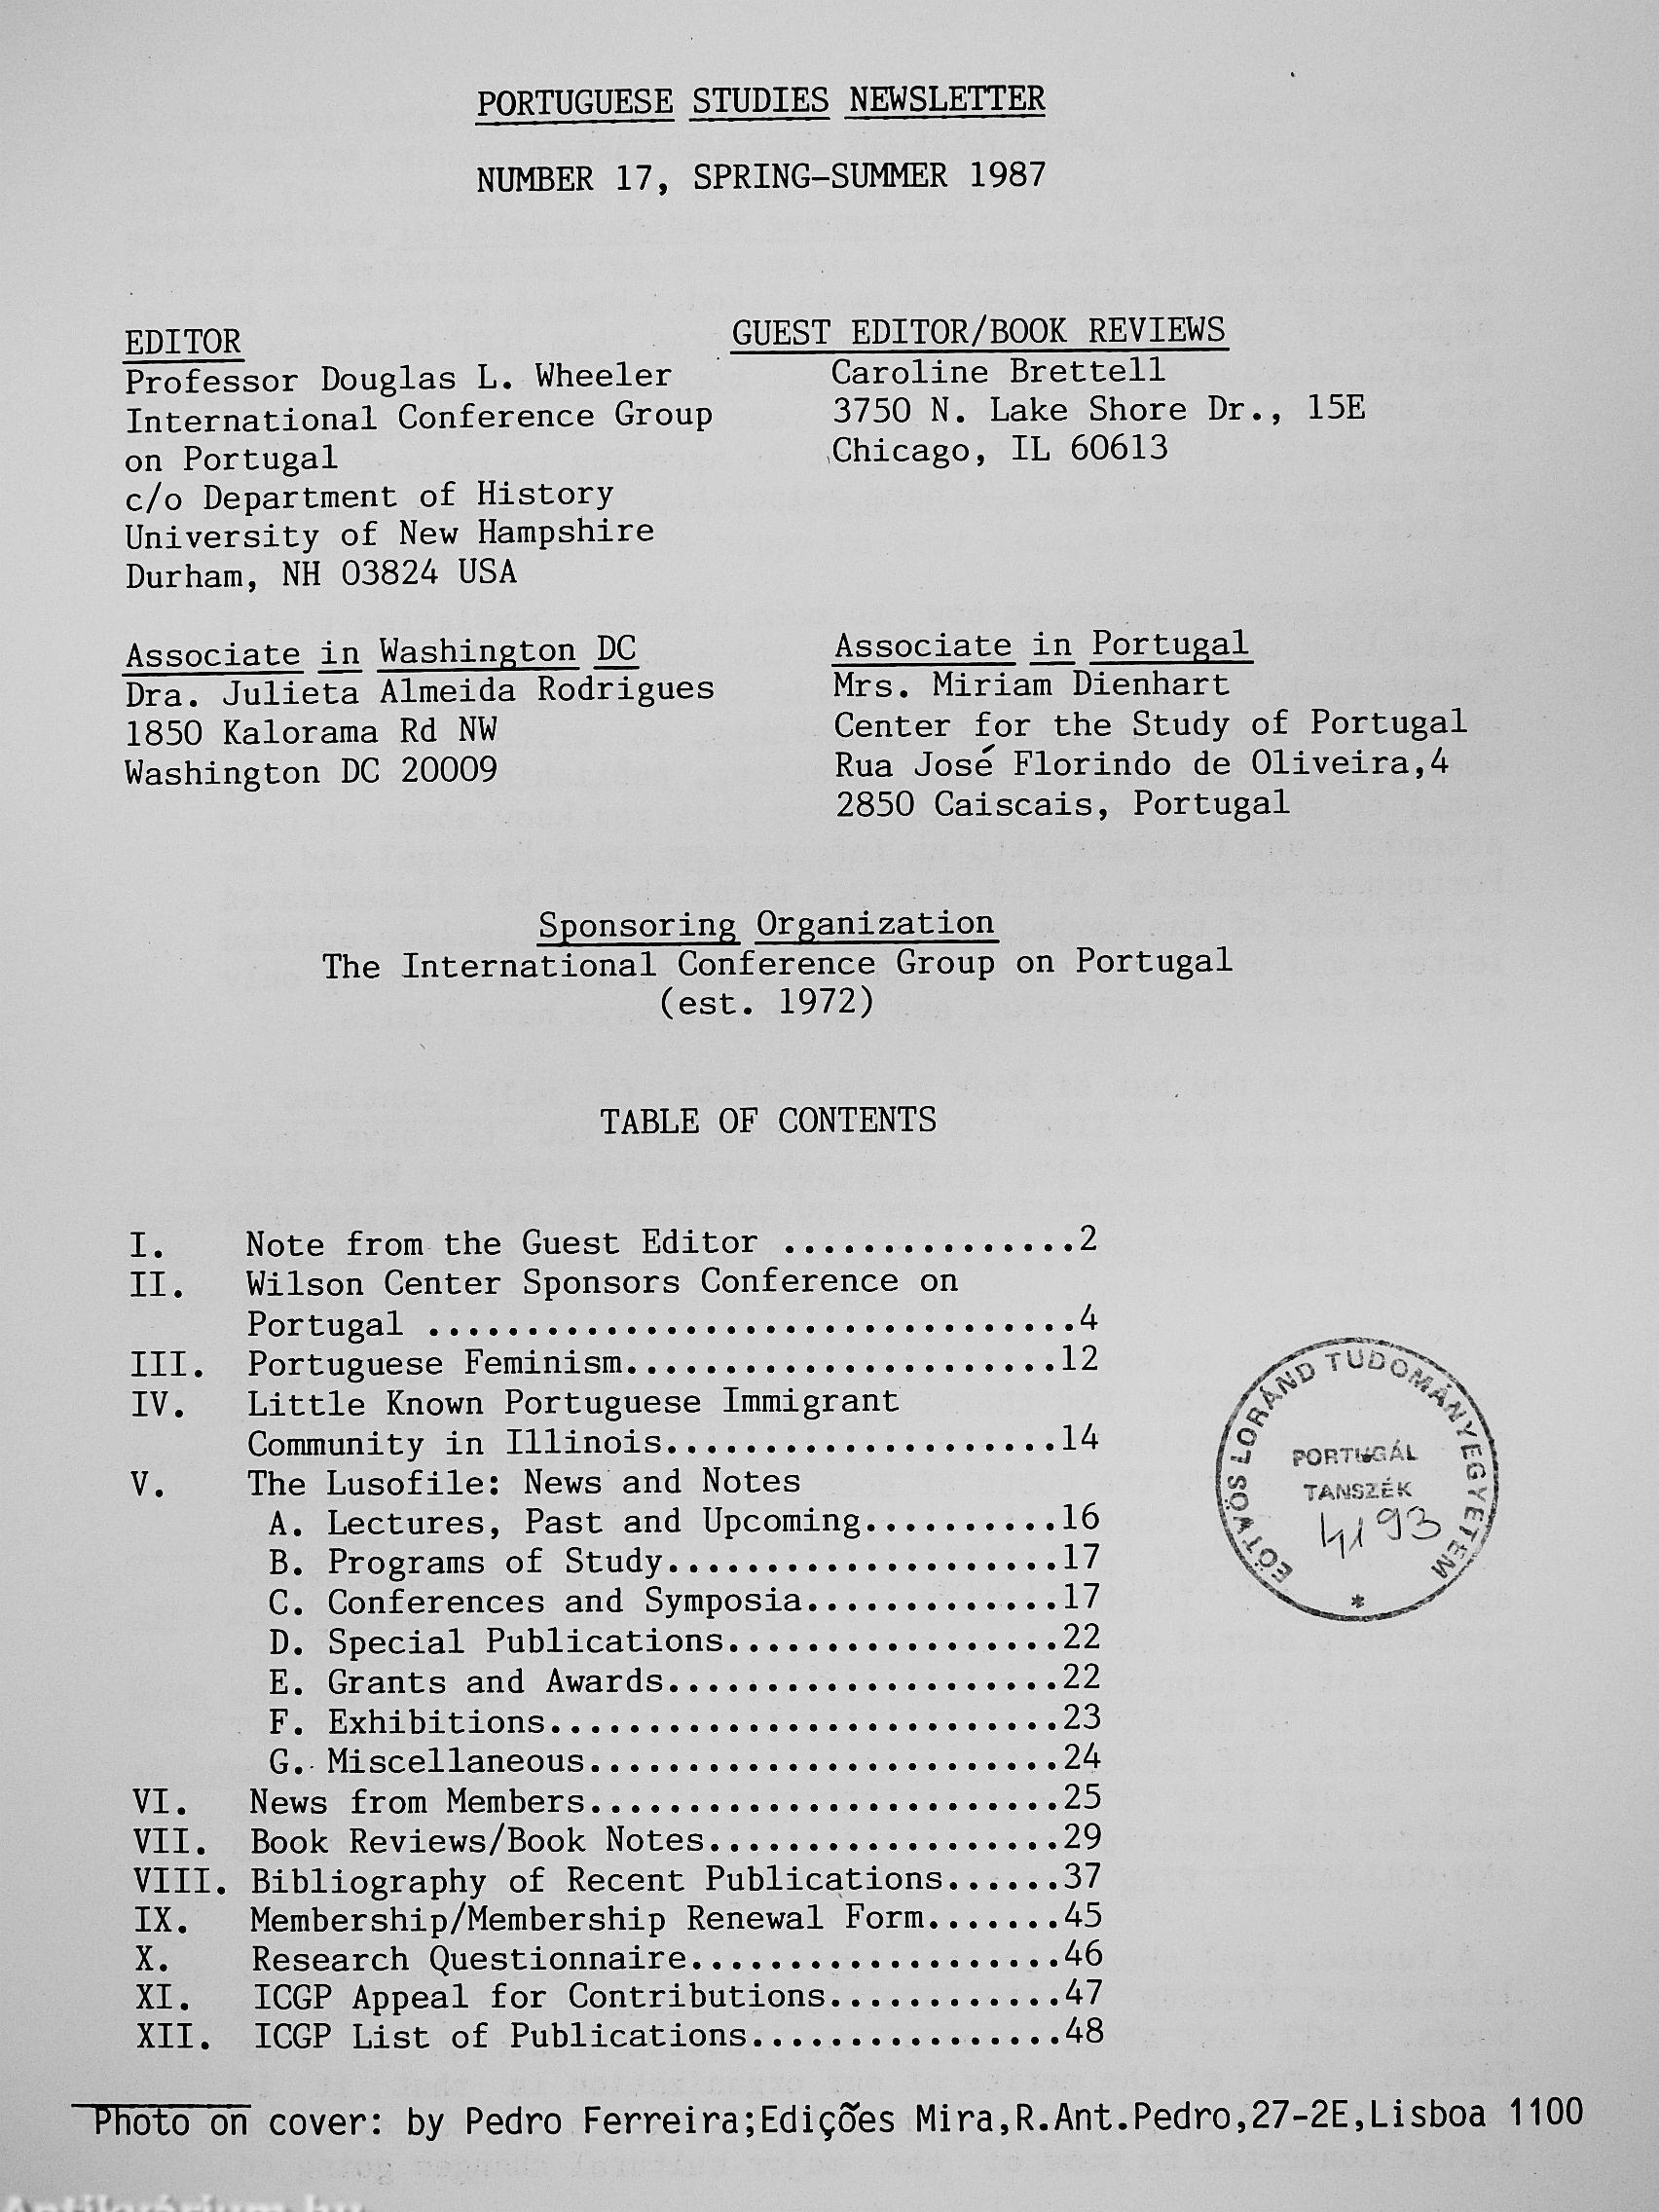 PORTUGUESE STUDIES NEWSLETTER
NUMBER 17, SPRING-SUMMER 1987
EDITOR
Professor Douglas L. Wheeler
International Conference Group
on Portugal
c/o Department of History
University of New Hampshire
Durham, NH 03824 USA
GUEST EDITOR/BOOK REVIEWS
Caroline Brettell
3750 N. Lake Shore Dr., 15E
Chicago, IL 60613
Associate in Washington DC
Dra. Julieta Almeida Rodrigues
1850 Kalorama Rd NW
Washington DC 20009
Associate in Portugal
Mrs. Miriam Dienhart
Center for the Study of Portugal
Rua José Florindo de Oliveira,4
2850 Caiscais, Portugal
Sponsoring Organization
The International Conference Group on Portugal
(est. 1972)
TABLE OF CONTENTS
I. Note from the Guest Editor ...............2
II. Wilson Center Sponsors Conference on
Portugal .................................4
III. Portuguese Feminism......................12
IV. Little Known Portuguese Immigrant
Community in Illinois....................14
V. The Lusofile: News and Notes
A. Lectures, Past and Upcoming..........16
B. Programs of Study....................17
C. Conferences and Symposia.............17
D. Special Publications.................22
E. Grants and Awards....................22
F. Exhibitions..........................23
G. Miscellaneous........................24
VI. News from Members........................25
VII. Book Reviews/Book Notes..................29
VIII. Bibliography of Recent Publications......37
IX. Membership/Membership Renewal Form.......45
X. Research Questionnaire...................46
XI. ICGP Appeal for Contributions............47
XII. ICGP List of Publications................48
EÖTVÖS LORÁND TUDOMÁNYEGYETEM
PORTUGÁL
TANSZÉK
*
Photo on cover: by Pedro Ferreira;Edições Mira,R.Ant.Pedro,27-2E,Lisboa 1100
Antikvárium.hu